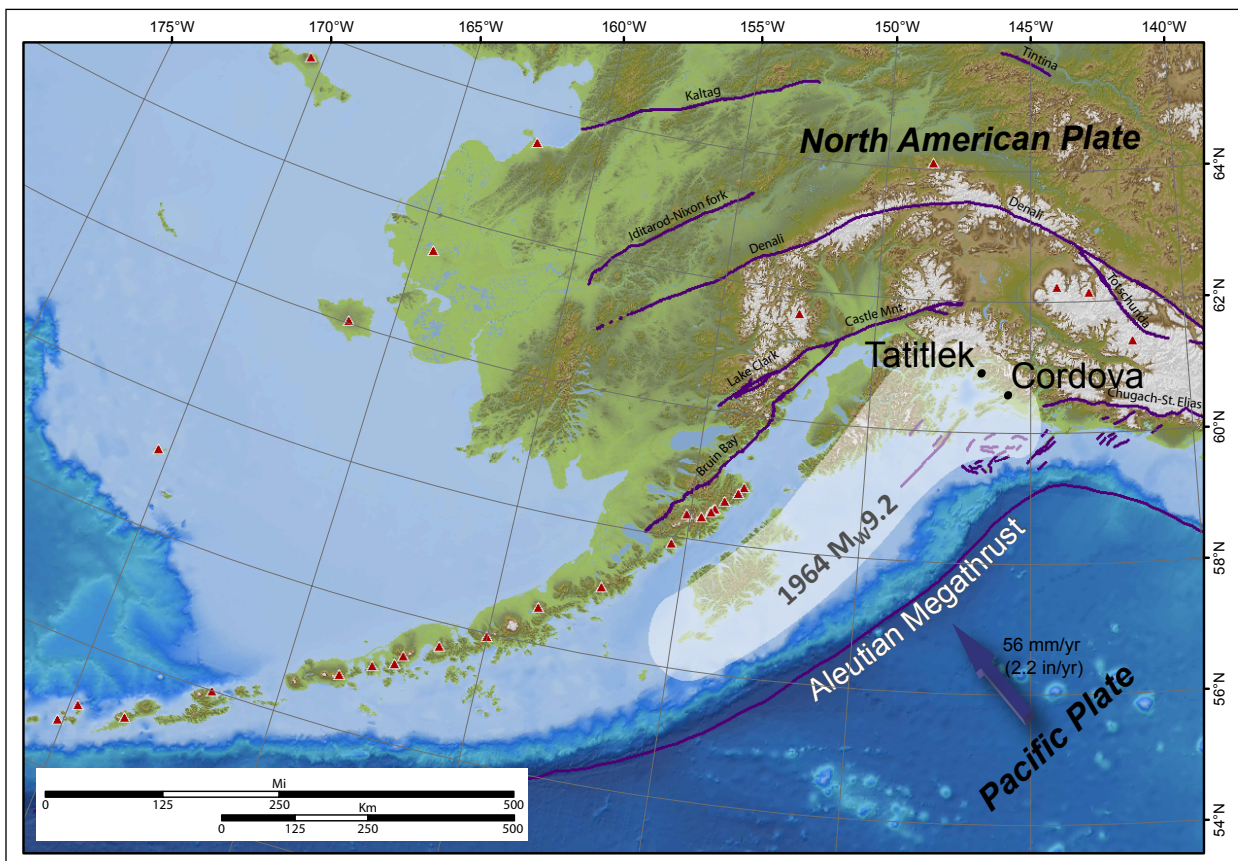 175°W
170°W
165°W
160°W
155°W
150°W
145°W
140°W
Tintina
Kaltag
North American Plate
64°N
Iditarod-Nixon fork
Denali
Denali
Totschunda
62°N
Castle Mnt.
Lake Clark
Tatitlek
Cordova
Chugach-St. Elias
60°N
Bruin Bay
1964 MW9.2
58°N
Aleutian Megathrust
56 mm/yr
(2.2 in/yr)
56°N
Pacific Plate
54°N
Mi
0 125 250 500
Km
0 125 250 500